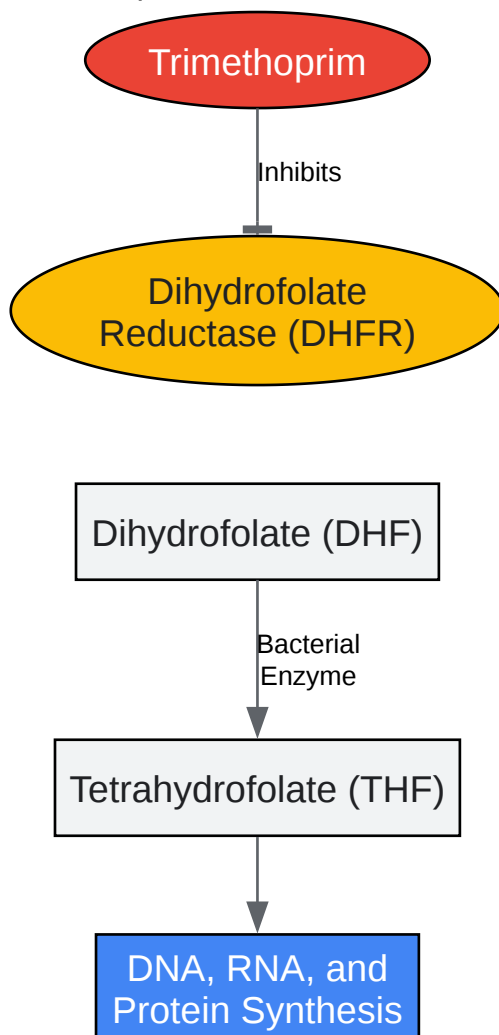 Trimethoprim
Inhibits
Dihydrofolate
Reductase (DHFR)
Dihydrofolate (DHF)
Bacterial
Enzyme
Tetrahydrofolate (THF)
DNA, RNA, and
Protein Synthesis